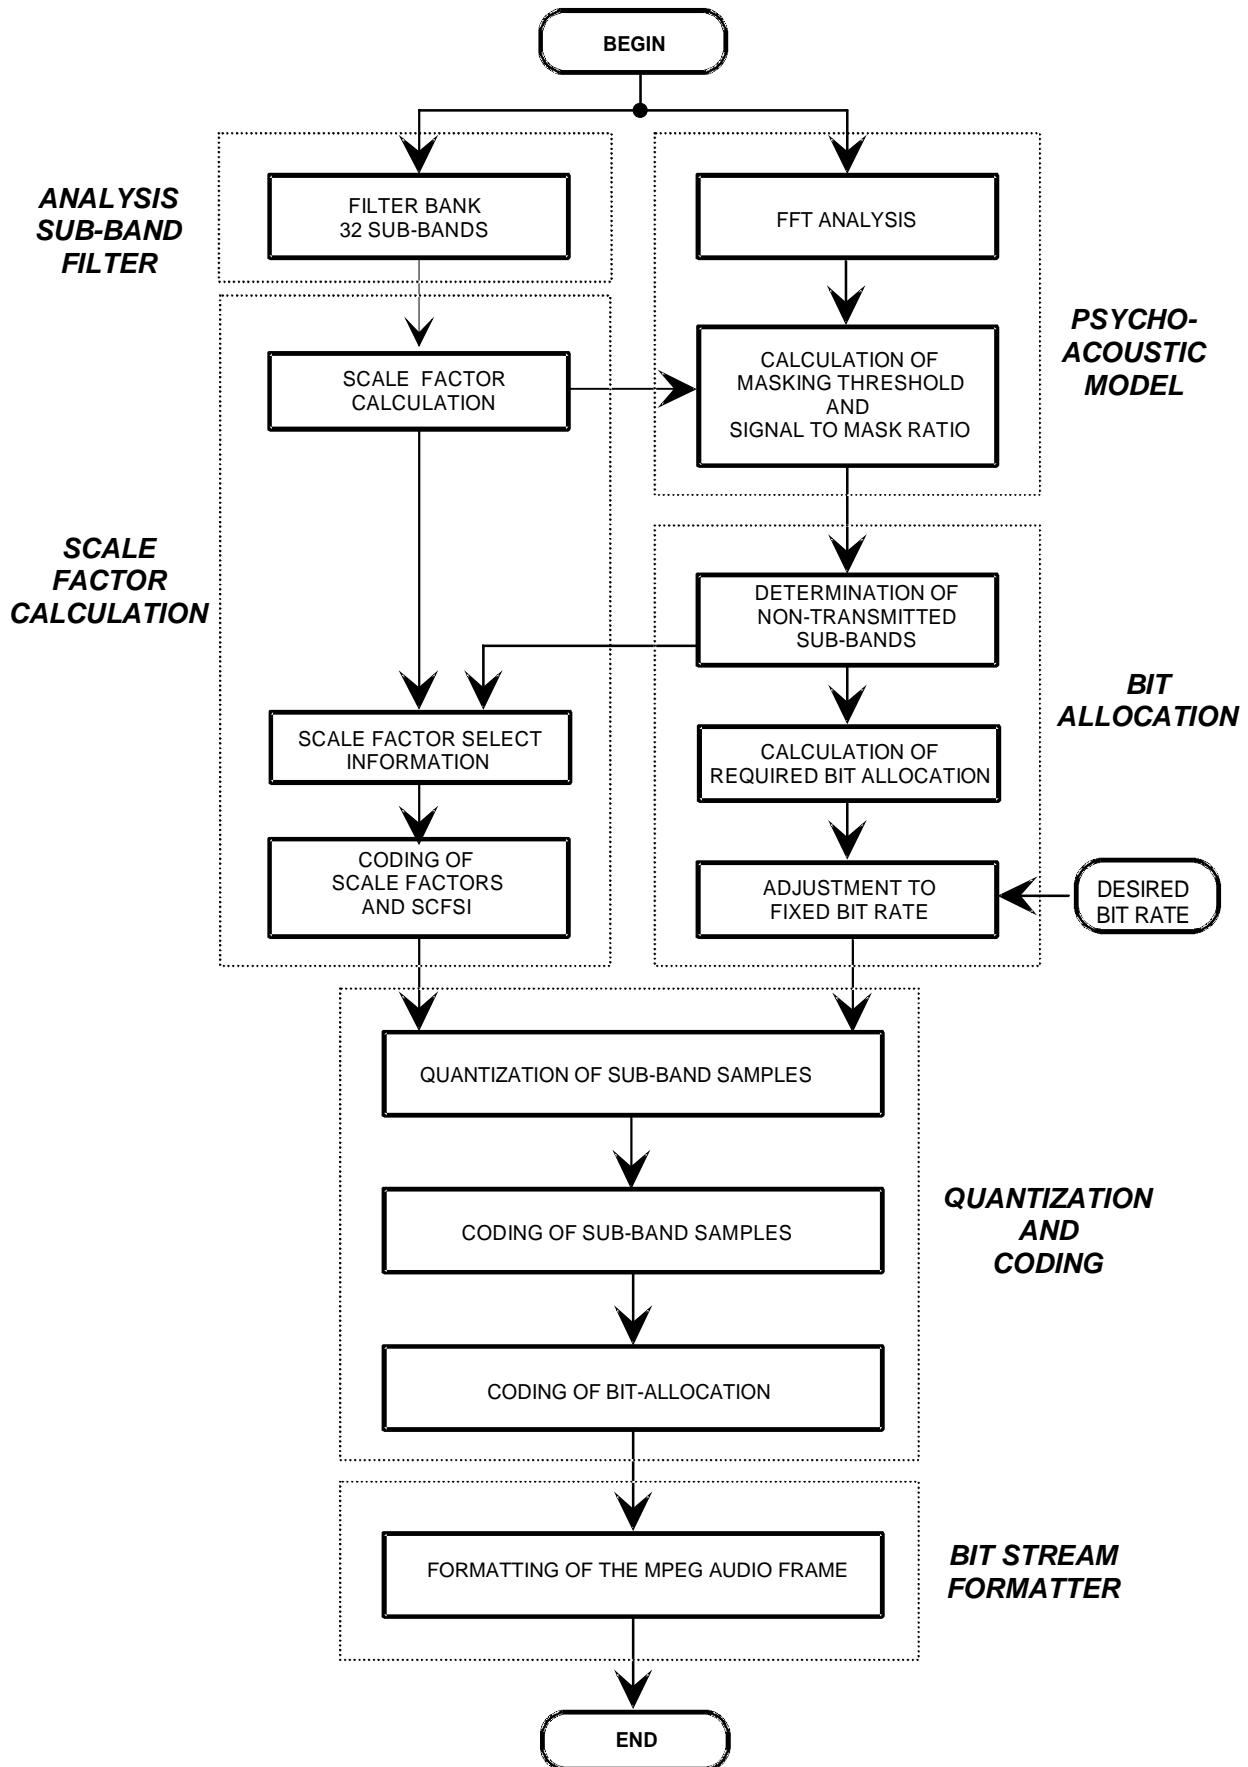 BEGIN
ANALYSIS
SUB-BAND
FILTER
FILTER BANK
32 SUB-BANDS
FFT ANALYSIS
PSYCHO-
ACOUSTIC
MODEL
SCALE FACTOR
CALCULATION
CALCULATION OF
MASKING THRESHOLD
AND
SIGNAL TO MASK RATIO
SCALE
FACTOR
CALCULATION
DETERMINATION OF
NON-TRANSMITTED
SUB-BANDS
BIT
ALLOCATION
SCALE FACTOR SELECT
INFORMATION
CALCULATION OF
REQUIRED BIT ALLOCATION
CODING OF
SCALE FACTORS
AND SCFSI
ADJUSTMENT TO
FIXED BIT RATE
DESIRED
BIT RATE
QUANTIZATION OF SUB-BAND SAMPLES
CODING OF SUB-BAND SAMPLES
QUANTIZATION
AND
CODING
CODING OF BIT-ALLOCATION
FORMATTING OF THE MPEG AUDIO FRAME
BIT STREAM
FORMATTER
END